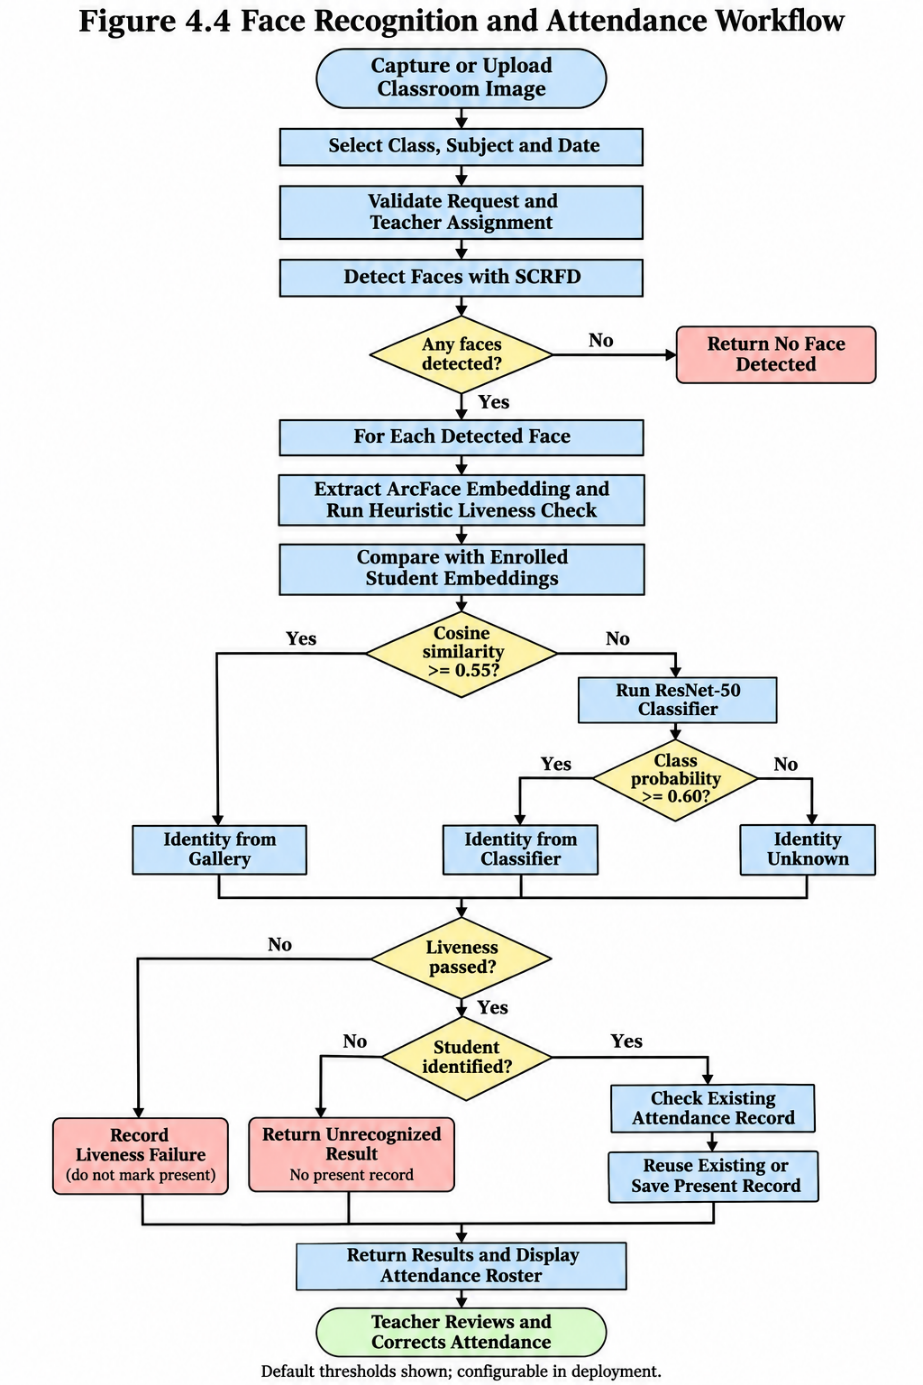 Figure 4.4 Face Recognition and Attendance Workflow
Capture or Upload
Classroom Image
Select Class, Subject and Date
Validate Request and
Teacher Assignment
Detect Faces with SCRFD
Any faces
detected?
No
Return No Face
Detected
Yes
For Each Detected Face
Extract ArcFace Embedding and
Run Heuristic Liveness Check
Compare with Enrolled
Student Embeddings
Cosine
similarity
>= 0.55?
Yes
No
Run ResNet-50
Classifier
Class
probability
>= 0.60?
Yes
No
Identity from
Gallery
Identity from
Classifier
Identity
Unknown
Liveness
passed?
No
Yes
Student
identified?
No
Yes
Record
Liveness Failure
(do not mark present)
Return Unrecognized
Result
No present record
Check Existing
Attendance Record
Reuse Existing or
Save Present Record
Return Results and Display
Attendance Roster
Teacher Reviews and
Corrects Attendance
Default thresholds shown; configurable in deployment.